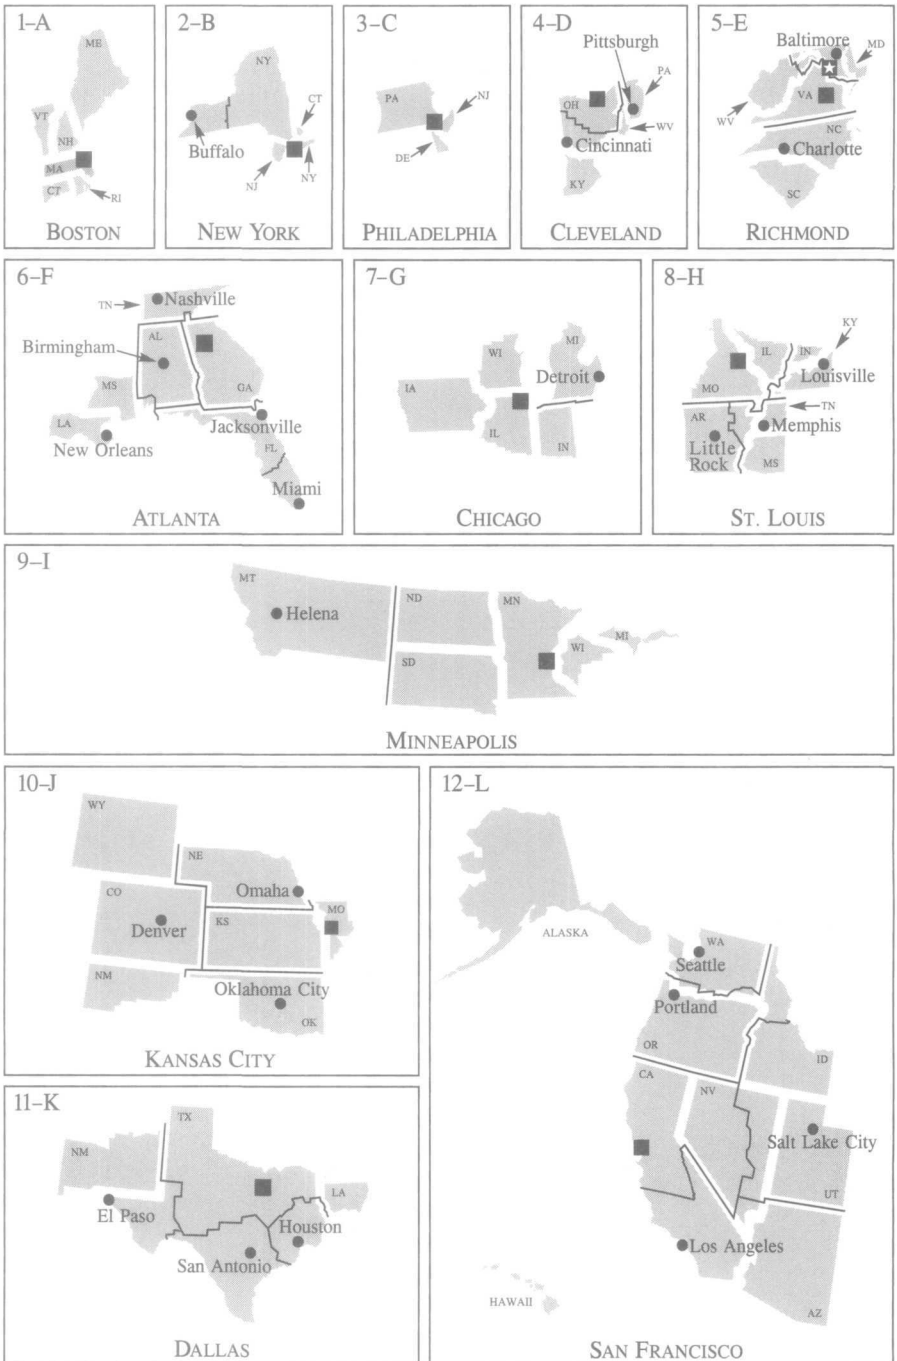 1–A
ME
VT
NH
MA
CT
RI
BOSTON
2–B
NY
CT
Buffalo
NJ
NY
NEW YORK
3–C
PA
NJ
DE
PHILADELPHIA
4–D
Pittsburgh
PA
OH
WV
Cincinnati
KY
CLEVELAND
5–E
Baltimore
MD
VA
WV
NC
Charlotte
SC
RICHMOND
6–F
TN
Nashville
AL
Birmingham
MS
GA
LA
Jacksonville
New Orleans
FL
Miami
ATLANTA
7–G
MI
WI
IA
Detroit
IL
IN
CHICAGO
8–H
KY
IL
IN
MO
Louisville
TN
AR
Memphis
Little
Rock
MS
ST. LOUIS
9–I
MT
ND
MN
Helena
MI
WI
SD
MINNEAPOLIS
10–J
WY
NE
CO
Omaha
MO
KS
Denver
NM
Oklahoma City
OK
KANSAS CITY
11–K
TX
NM
LA
El Paso
Houston
San Antonio
DALLAS
12–L
ALASKA
WA
Seattle
Portland
OR
ID
CA
NV
Salt Lake City
UT
Los Angeles
HAWAII
AZ
SAN FRANCISCO